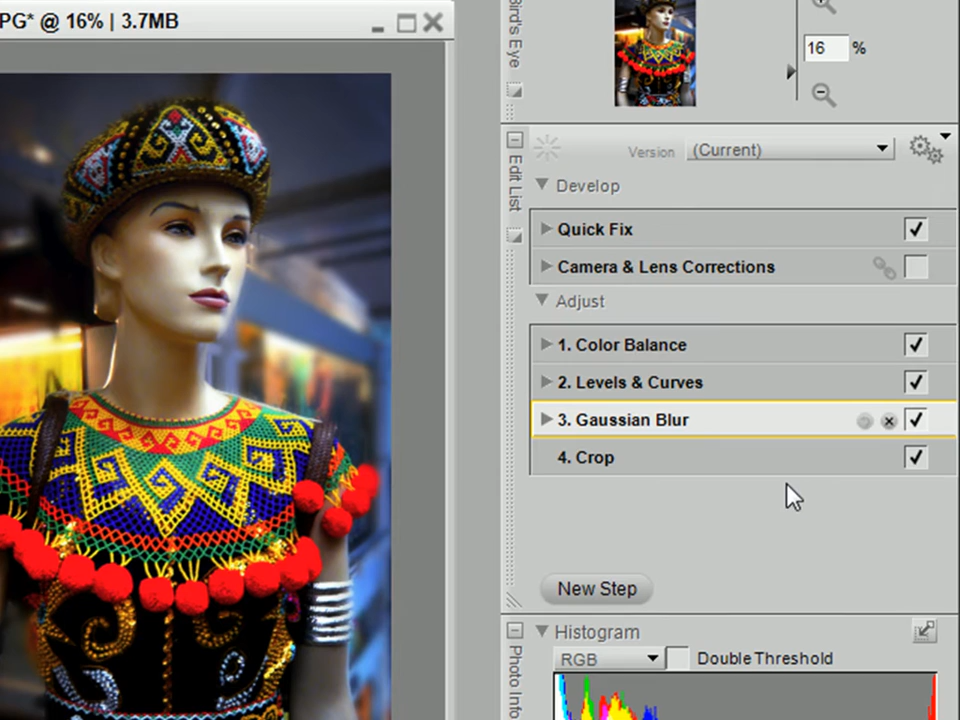 PG* @ 16% | 3.7MB
Bird's Eye
16 %
Edit List
Version (Current)
Develop
Quick Fix
Camera & Lens Corrections
Adjust
1. Color Balance
2. Levels & Curves
3. Gaussian Blur
4. Crop
New Step
Photo Info
Histogram
RGB Double Threshold